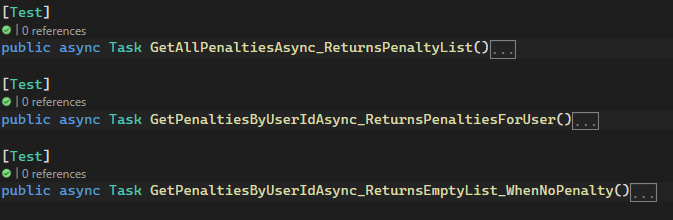 [Test]
| 0 references
public async Task GetAllPenaltiesAsync_ReturnsPenaltyList()...
[Test]
| 0 references
public async Task GetPenaltiesByUserIdAsync_ReturnsPenaltiesForUser()...
[Test]
| 0 references
public async Task GetPenaltiesByUserIdAsync_ReturnsEmptyList_WhenNoPenalty()...